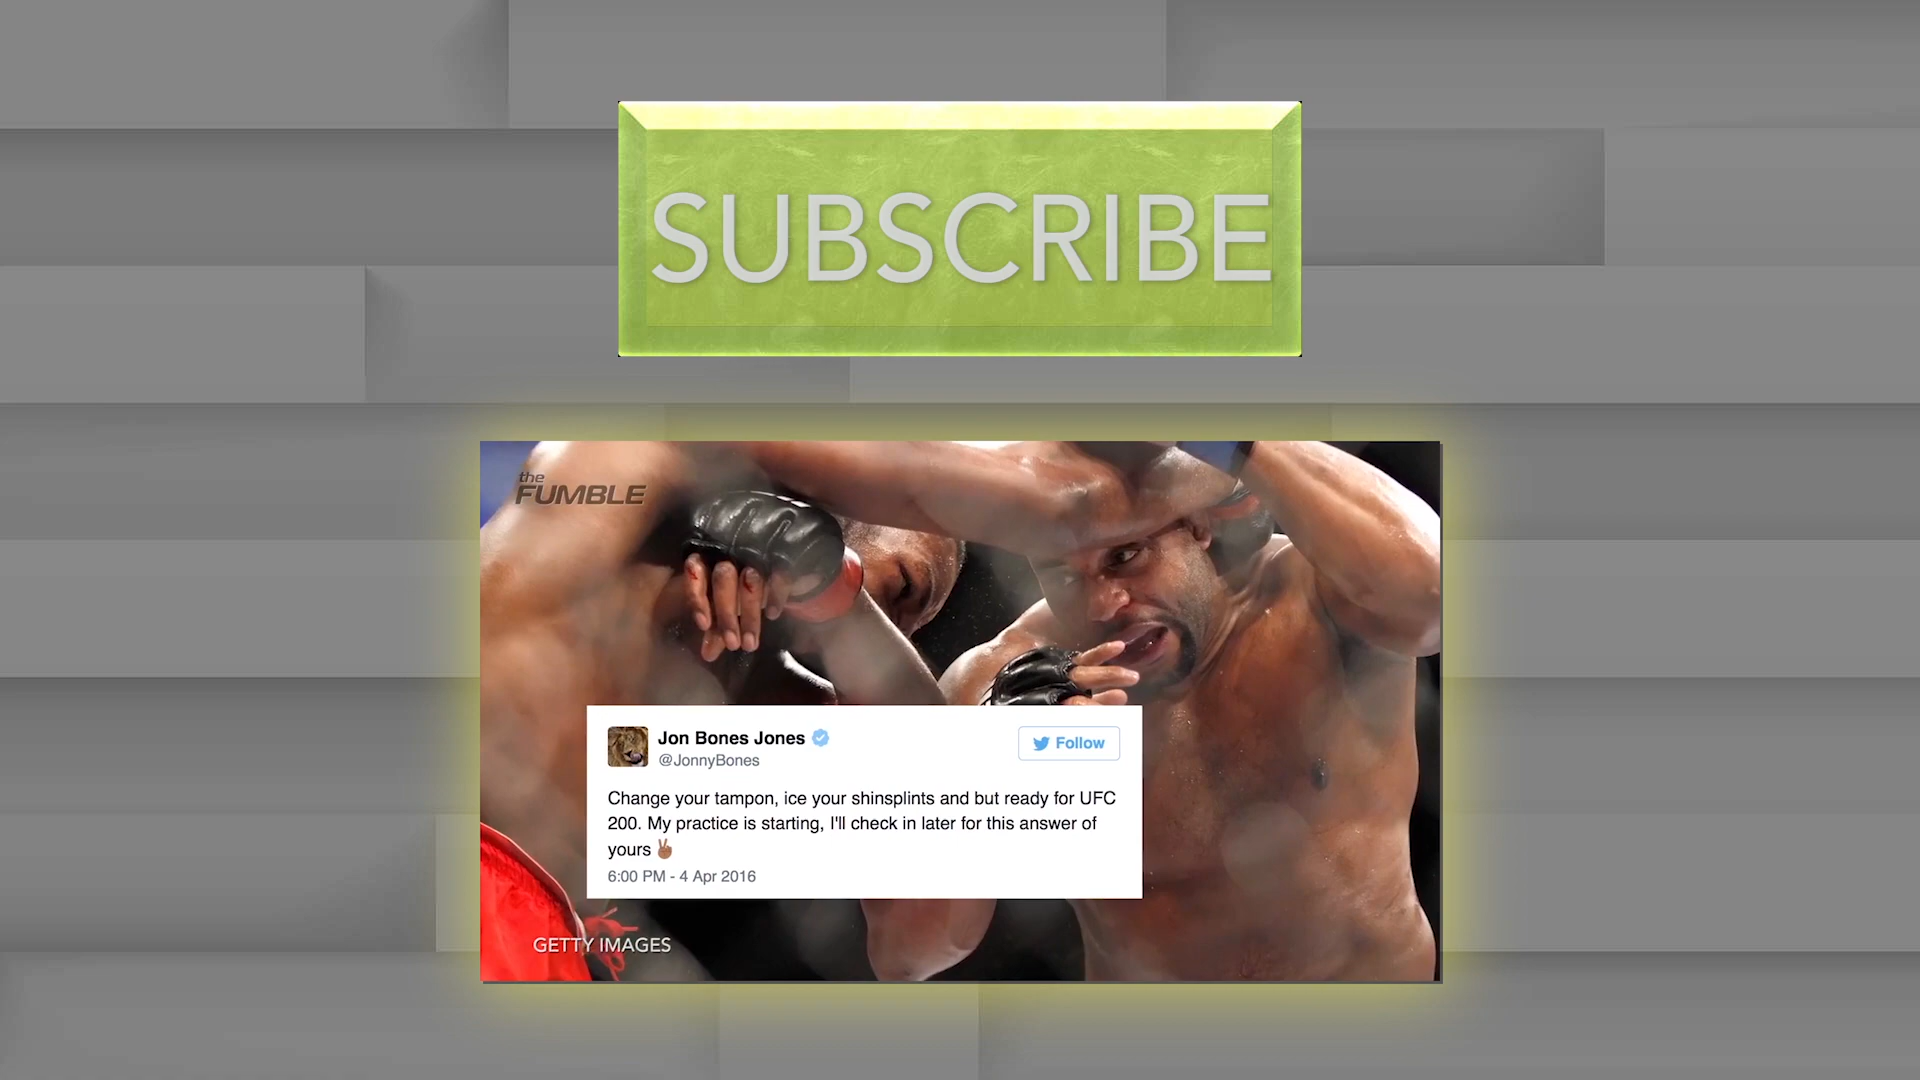 SUBSCRIBE
the
FUMBLE
Jon Bones Jones
Follow
@JonnyBones
Change your tampon, ice your shinsplints and but ready for UFC
200. My practice is starting, I'll check in later for this answer of
yours ✌🏾
6:00 PM - 4 Apr 2016
GETTY IMAGES